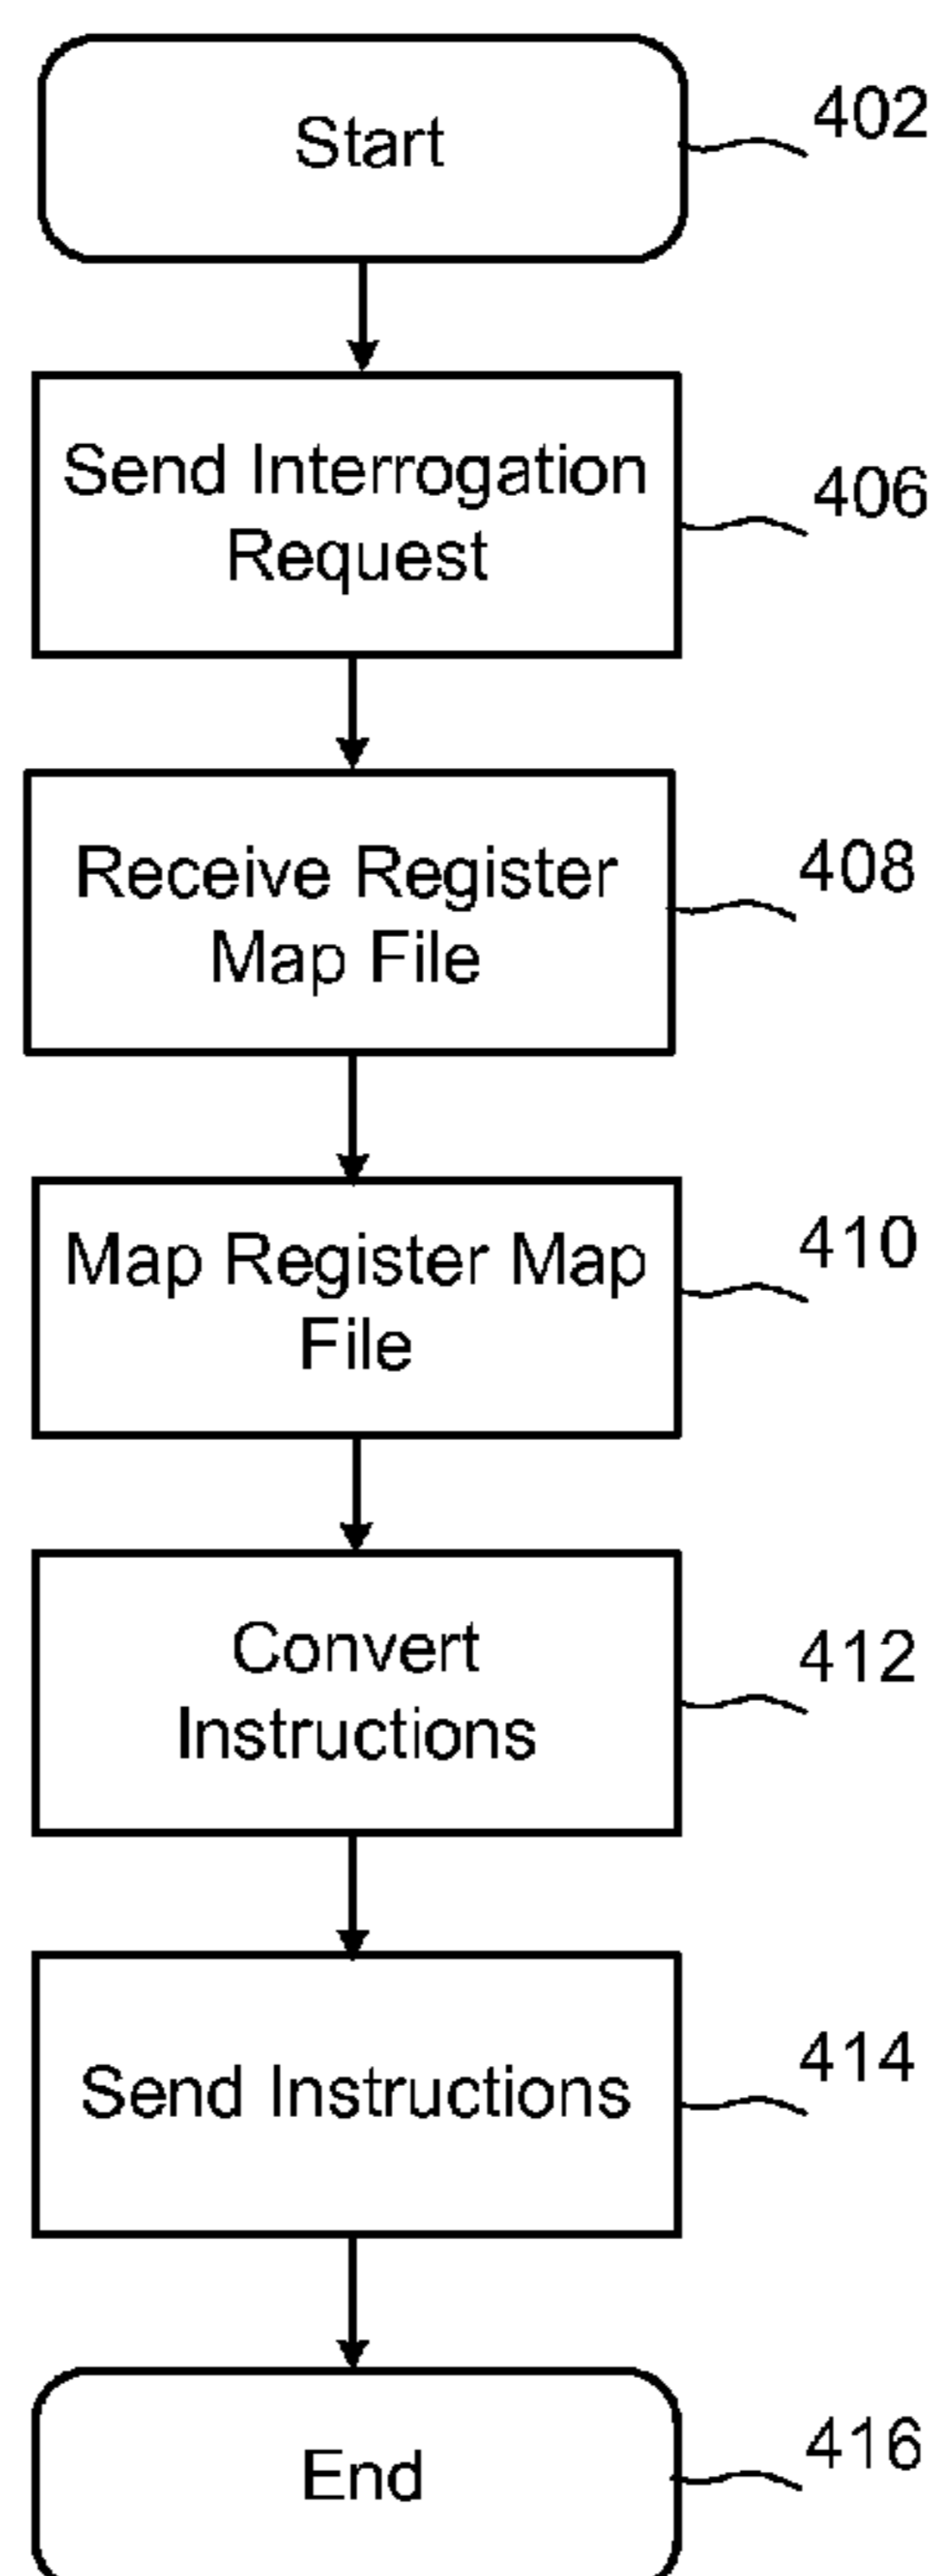 Start
402
Send Interrogation
Request
406
Receive Register
Map File
408
Map Register Map
File
410
Convert
Instructions
412
Send Instructions
414
End
416